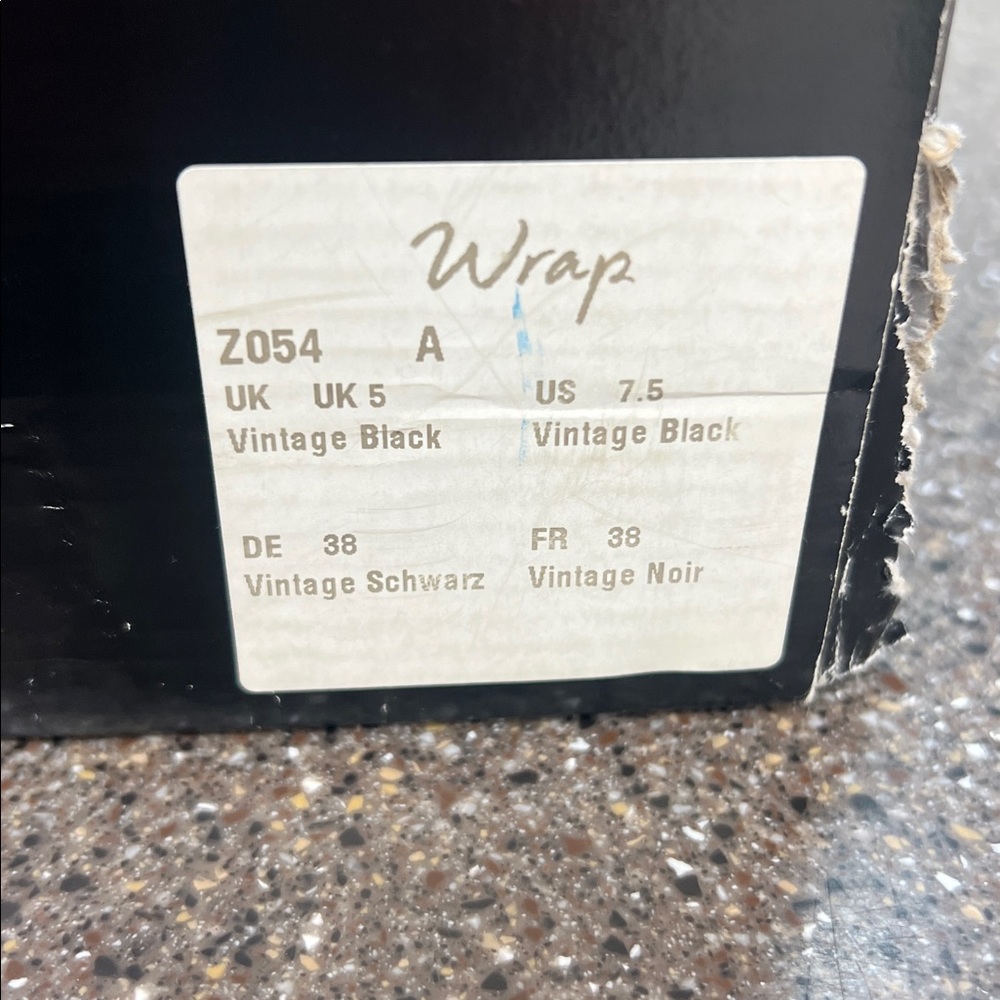 Wrap
Z054 A
UK UK 5 US 7.5
Vintage Black Vintage Black
DE 38 FR 38
Vintage Schwarz Vintage Noir